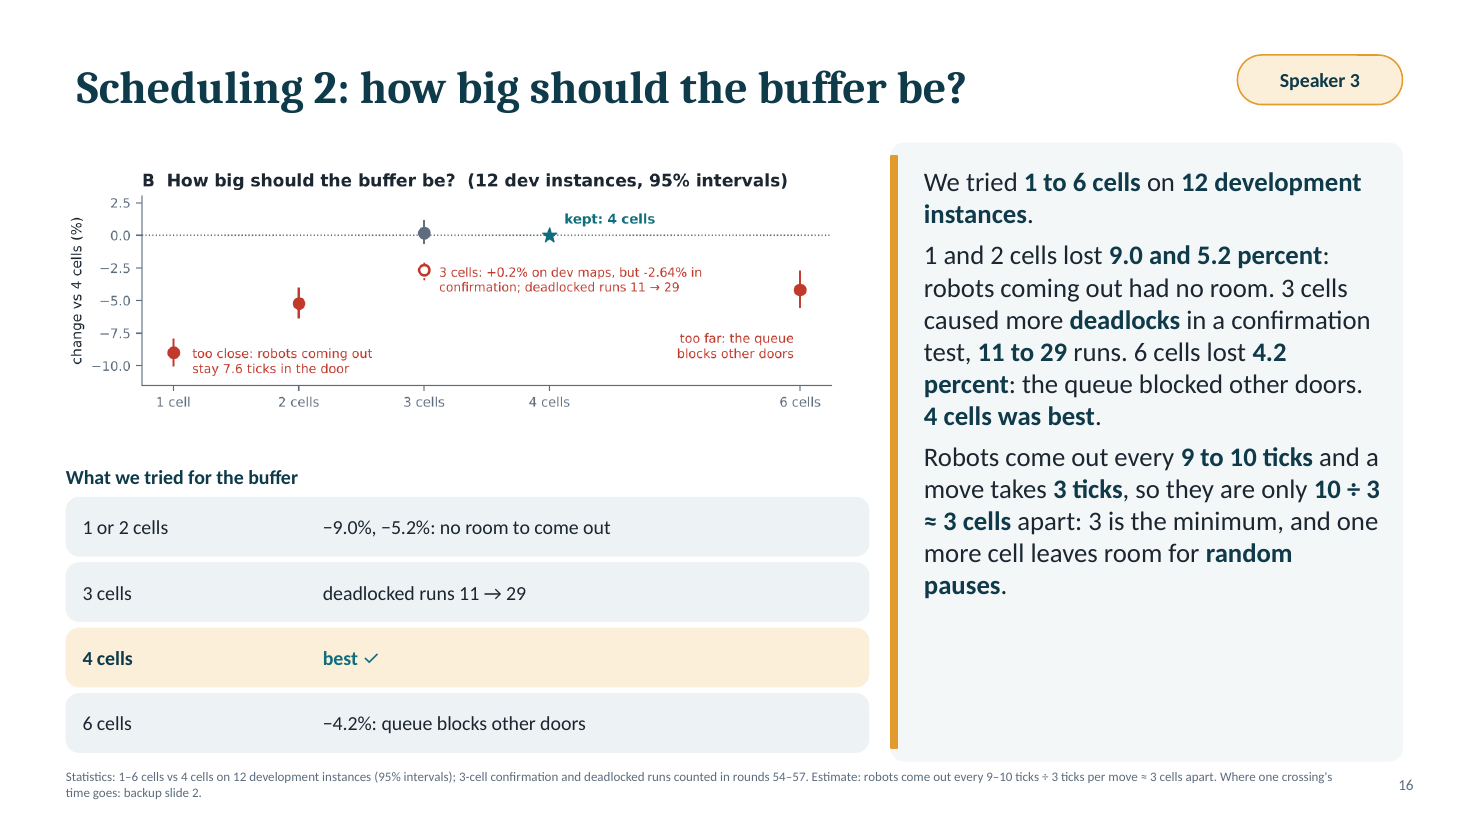 Scheduling 2: how big should the buffer be?
Speaker 3
B How big should the buffer be? (12 dev instances, 95% intervals)
change vs 4 cells (%)
2.5
0.0
−2.5
−5.0
−7.5
−10.0
kept: 4 cells
3 cells: +0.2% on dev maps, but -2.64% in
confirmation; deadlocked runs 11 → 29
too far: the queue
blocks other doors
too close: robots coming out
stay 7.6 ticks in the door
1 cell
2 cells
3 cells
4 cells
6 cells
What we tried for the buffer
1 or 2 cells −9.0%, −5.2%: no room to come out
3 cells deadlocked runs 11 → 29
4 cells best ✓
6 cells −4.2%: queue blocks other doors
We tried 1 to 6 cells on 12 development
instances.
1 and 2 cells lost 9.0 and 5.2 percent:
robots coming out had no room. 3 cells
caused more deadlocks in a confirmation
test, 11 to 29 runs. 6 cells lost 4.2
percent: the queue blocked other doors.
4 cells was best.
Robots come out every 9 to 10 ticks and a
move takes 3 ticks, so they are only 10 ÷ 3
≈ 3 cells apart: 3 is the minimum, and one
more cell leaves room for random
pauses.
Statistics: 1–6 cells vs 4 cells on 12 development instances (95% intervals); 3-cell confirmation and deadlocked runs counted in rounds 54–57. Estimate: robots come out every 9–10 ticks ÷ 3 ticks per move ≈ 3 cells apart. Where one crossing's
time goes: backup slide 2.
16